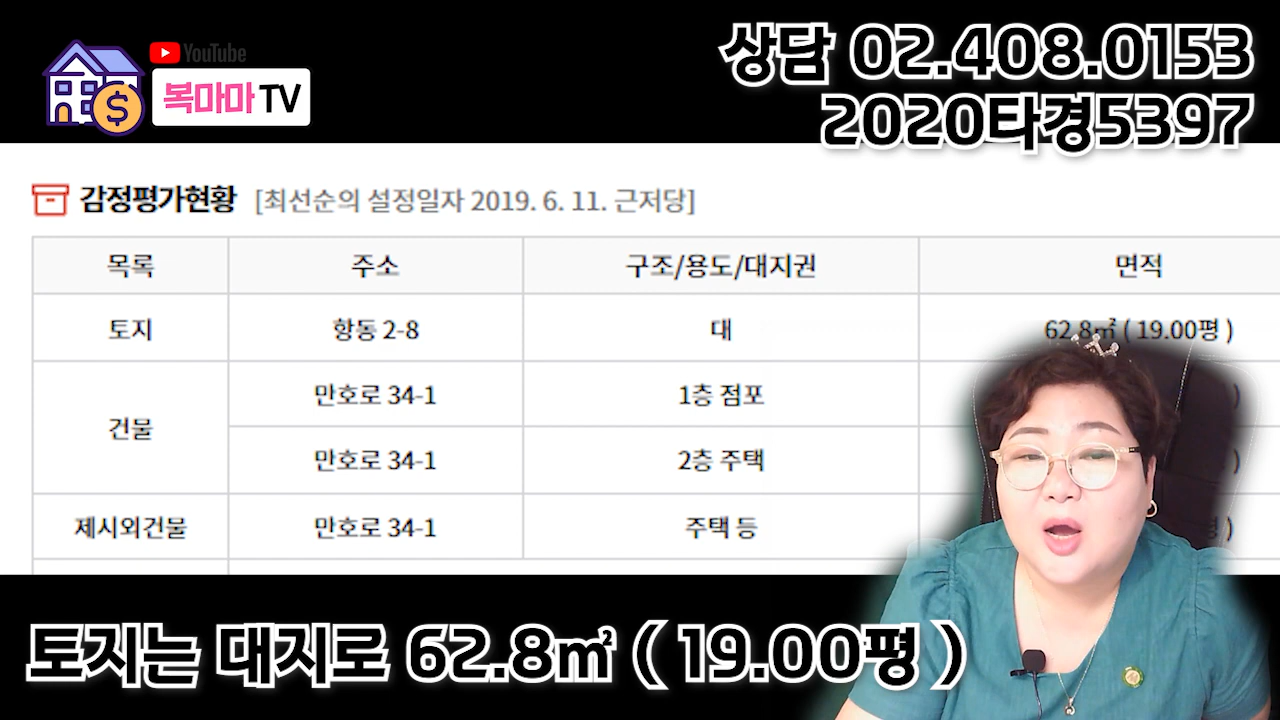 YouTube
복마마 TV
상담 02.408.0153
2020타경5397
감정평가현황 [최선순의 설정일자 2019. 6. 11. 근저당]
목록 주소 구조/용도/대지권 면적
토지 항동 2-8 대 62.8㎡ ( 19.00평 )
건물 만호로 34-1 1층 점포
만호로 34-1 2층 주택
제시외건물 만호로 34-1 주택 등
토지는 대지로 62.8㎡ ( 19.00평 )